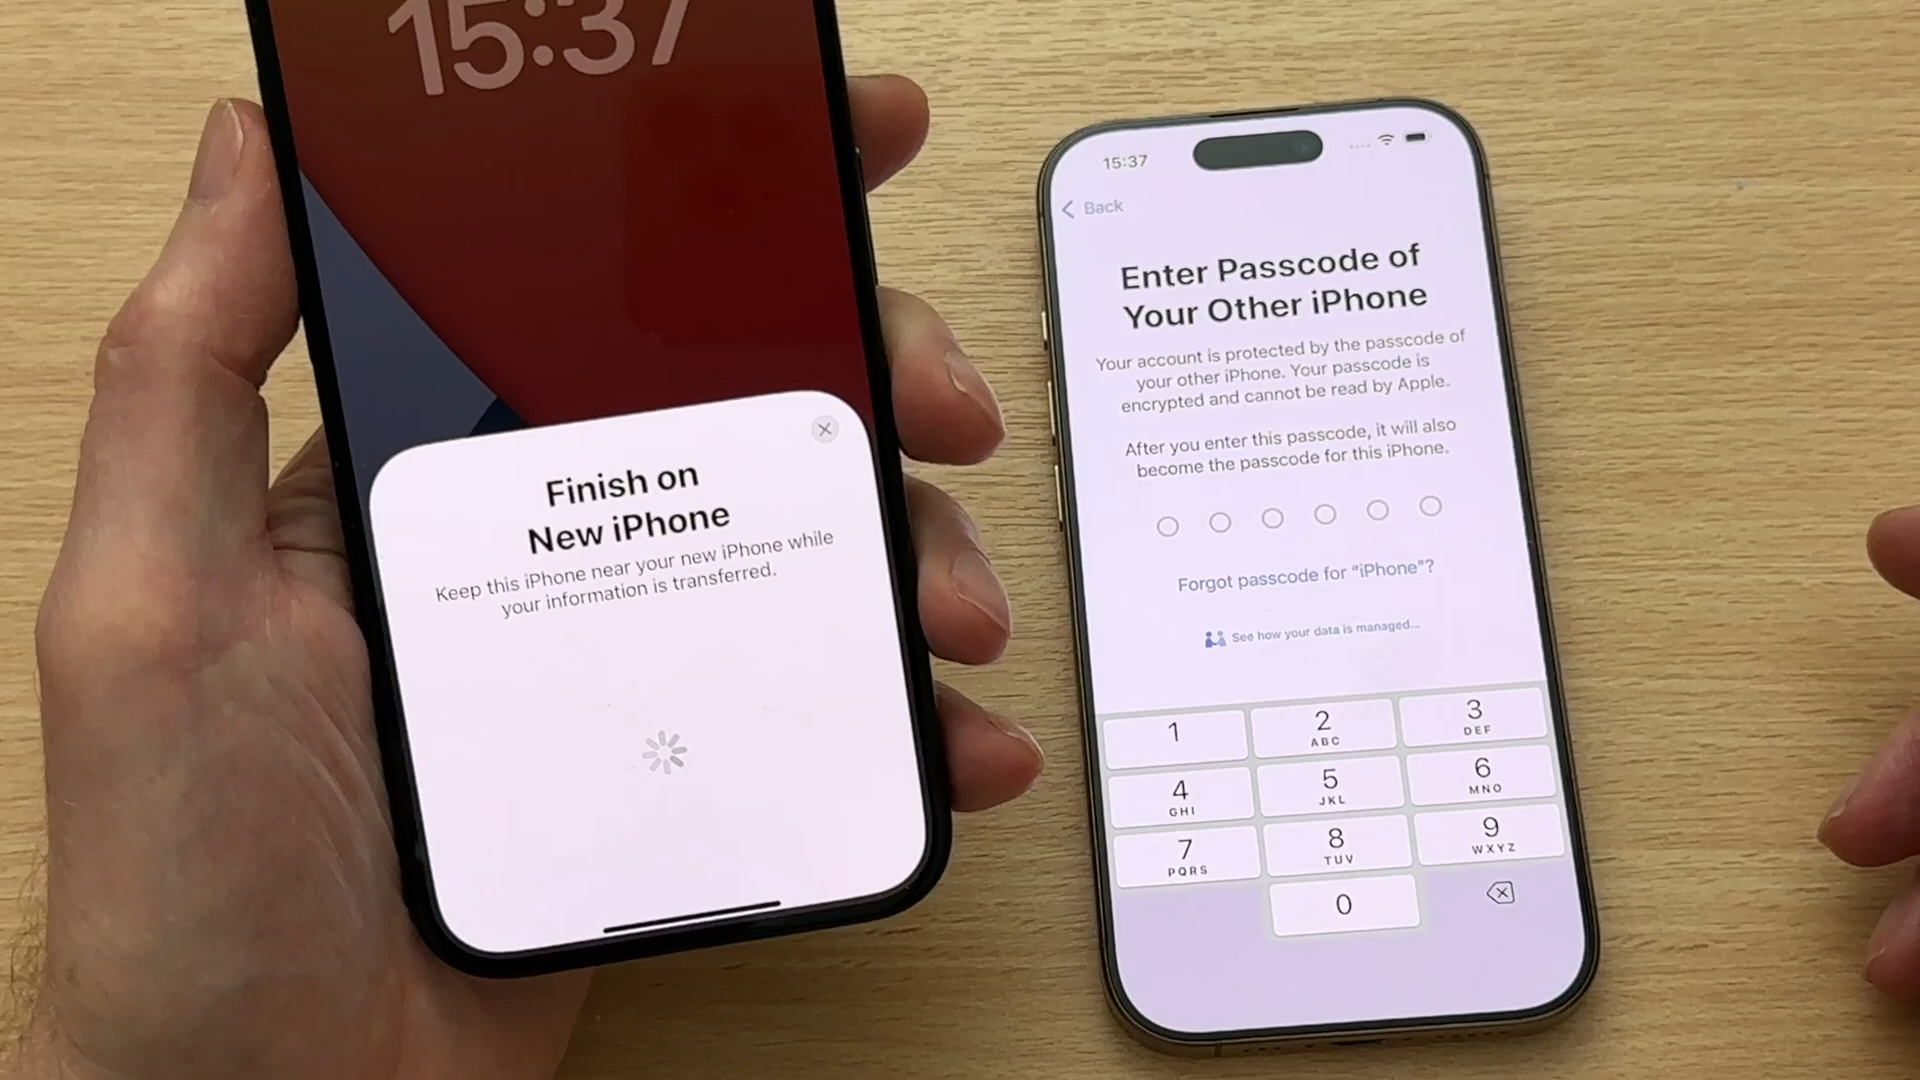 15:37
Finish on
New iPhone
Keep this iPhone near your new iPhone while
your information is transferred.
15:37
Back
Enter Passcode of
Your Other iPhone
Your account is protected by the passcode of
your other iPhone. Your passcode is
encrypted and cannot be read by Apple.
After you enter this passcode, it will also
become the passcode for this iPhone.
Forgot passcode for “iPhone”?
See how your data is managed...
1 2 3
ABC DEF
4 5 6
GHI JKL MNO
7 8 9
PQRS TUV WXYZ
0